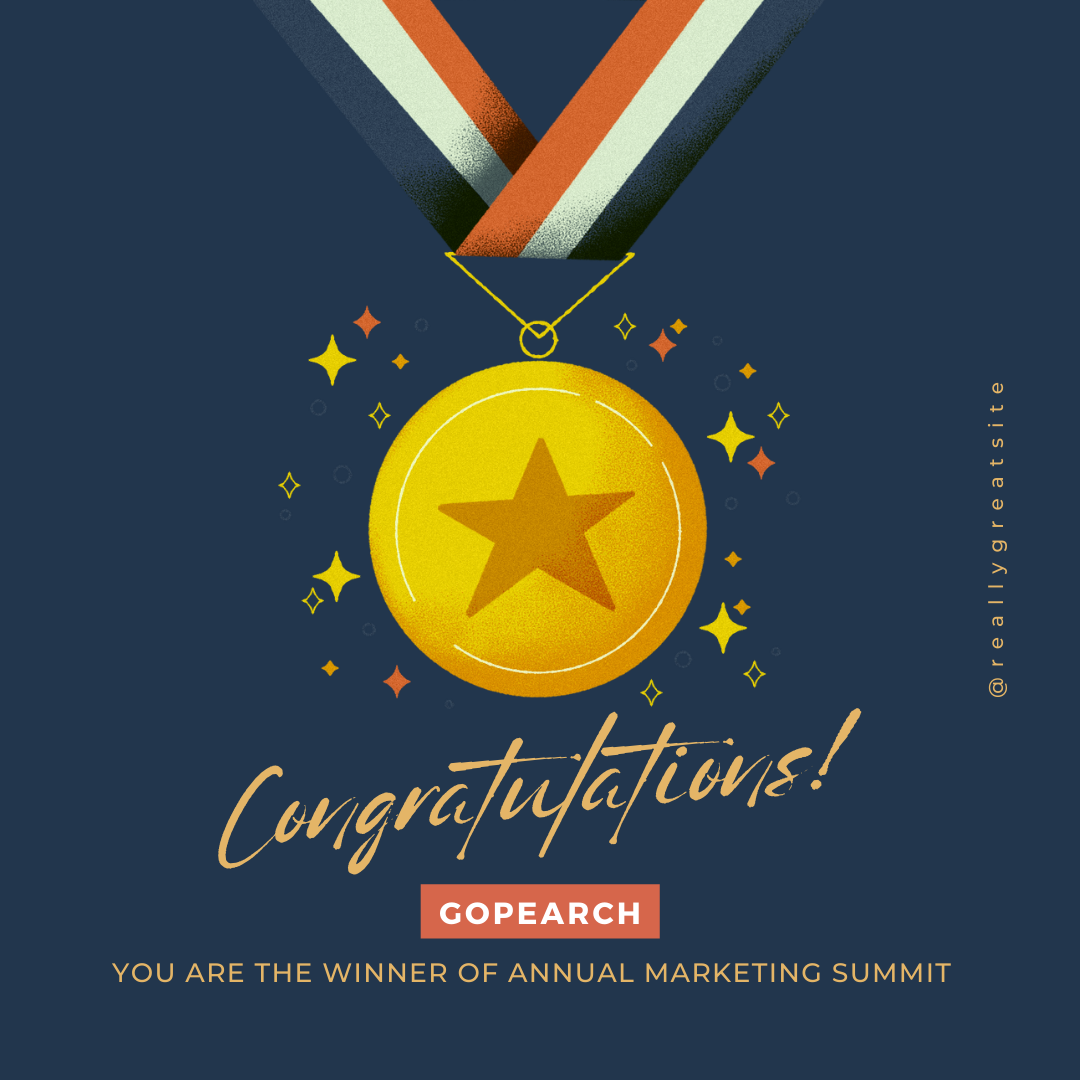 Congratulations!
GOPEARCH
YOU ARE THE WINNER OF ANNUAL MARKETING SUMMIT
@reallygreatsite